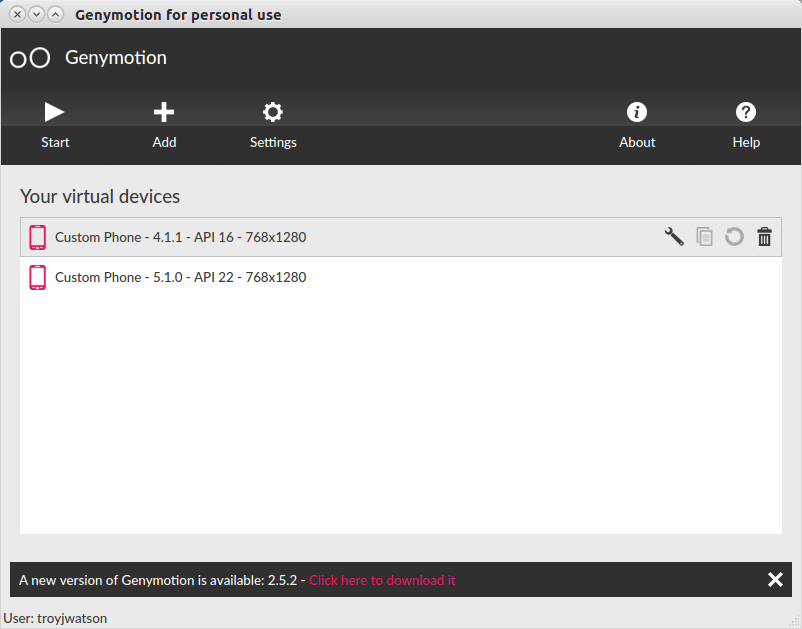 Genymotion for personal use
Genymotion
Start Add Settings About Help
Your virtual devices
Custom Phone - 4.1.1 - API 16 - 768x1280
Custom Phone - 5.1.0 - API 22 - 768x1280
A new version of Genymotion is available: 2.5.2 - Click here to download it
User: troyjwatson